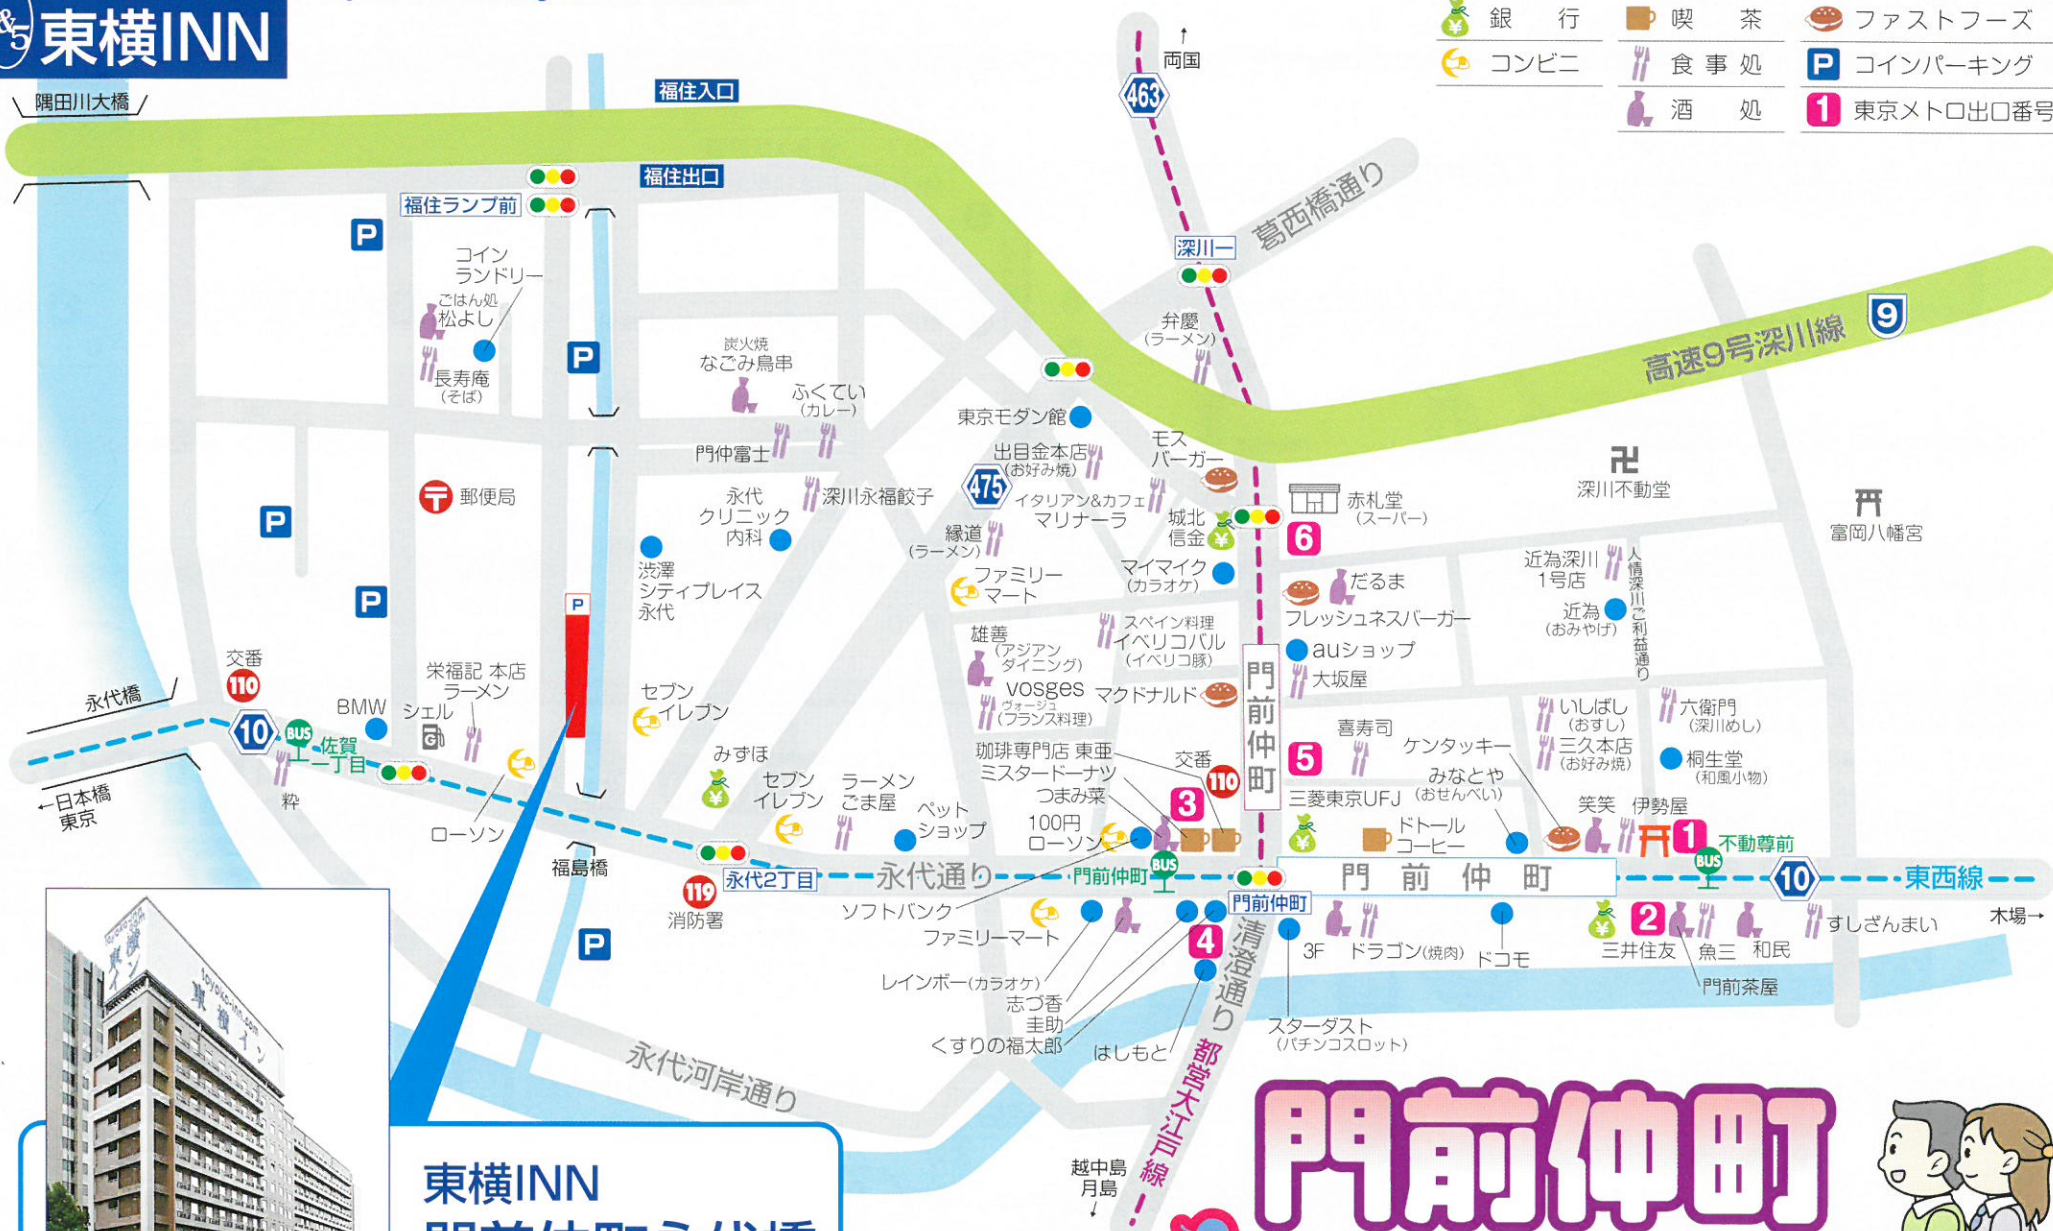 &5
東横INN
銀 行
喫 茶
ファストフーズ
コンビニ
食事処
P
コインパーキング
酒 処
1
東京メトロ出口番号
隅田川大橋
福住入口
福住出口
福住ランプ前
↑
両国
463
葛西橋通り
深川一
高速9号深川線
9
P
コイン
ランドリー
ごはん処
松よし
長寿庵
(そば)
P
炭火焼
なごみ鳥串
ふくてい
(カレー)
門仲富士
弁慶
(ラーメン)
東京モダン館
出目金本店
(お好み焼)
モス
バーガー
475
イタリアン&カフェ
マリナーラ
城北
信金
赤札堂
(スーパー)
6
深川不動堂
富岡八幡宮
〒
郵便局
P
永代
クリニック
内科
深川永福餃子
縁道
(ラーメン)
ファミリー
マート
マイマイク
(カラオケ)
渋澤
シティプレイス
永代
P
P
だるま
フレッシュネスバーガー
近為深川
1号店
近為
(おみやげ)
人情深川ご利益通り
雄善
(アジアン
ダイニング)
スペイン料理
イベリコバル
(イベリコ豚)
vosges
ヴォージュ
(フランス料理)
マクドナルド
門前仲町
auショップ
大坂屋
交番
110
永代橋
10
BUS
佐賀
一丁目
BMW
シェル
G
栄福記 本店
ラーメン
セブン
イレブン
粋
←日本橋
東京
ローソン
福島橋
みずほ
セブン
イレブン
ラーメン
ごま屋
ペット
ショップ
珈琲専門店 東亜
ミスタードーナツ
つまみ菜
100円
ローソン
3
交番
110
5
喜寿司
ケンタッキー
みなとや
(おせんべい)
三菱東京UFJ
ドトール
コーヒー
いしばし
(おすし)
三久本店
(お好み焼)
六衛門
(深川めし)
桐生堂
(和風小物)
笑笑
伊勢屋
1
不動尊前
BUS
119
消防署
永代2丁目
永代通り
門前仲町
BUS
門前仲町
門前仲町
10
東西線
木場→
P
ソフトバンク
ファミリーマート
レインボー(カラオケ)
志づ香
圭助
くすりの福太郎
4
はしもと
清澄通り
スターダスト
(パチンコスロット)
3F
ドラゴン(焼肉)
ドコモ
三井住友
2
魚三
和民
門前茶屋
すしざんまい
永代河岸通り
都営大江戸線
越中島
月島
↓
toyoko-inn.com
東横イン
東横イン
東横INN
門前仲町永代橋
門前仲町